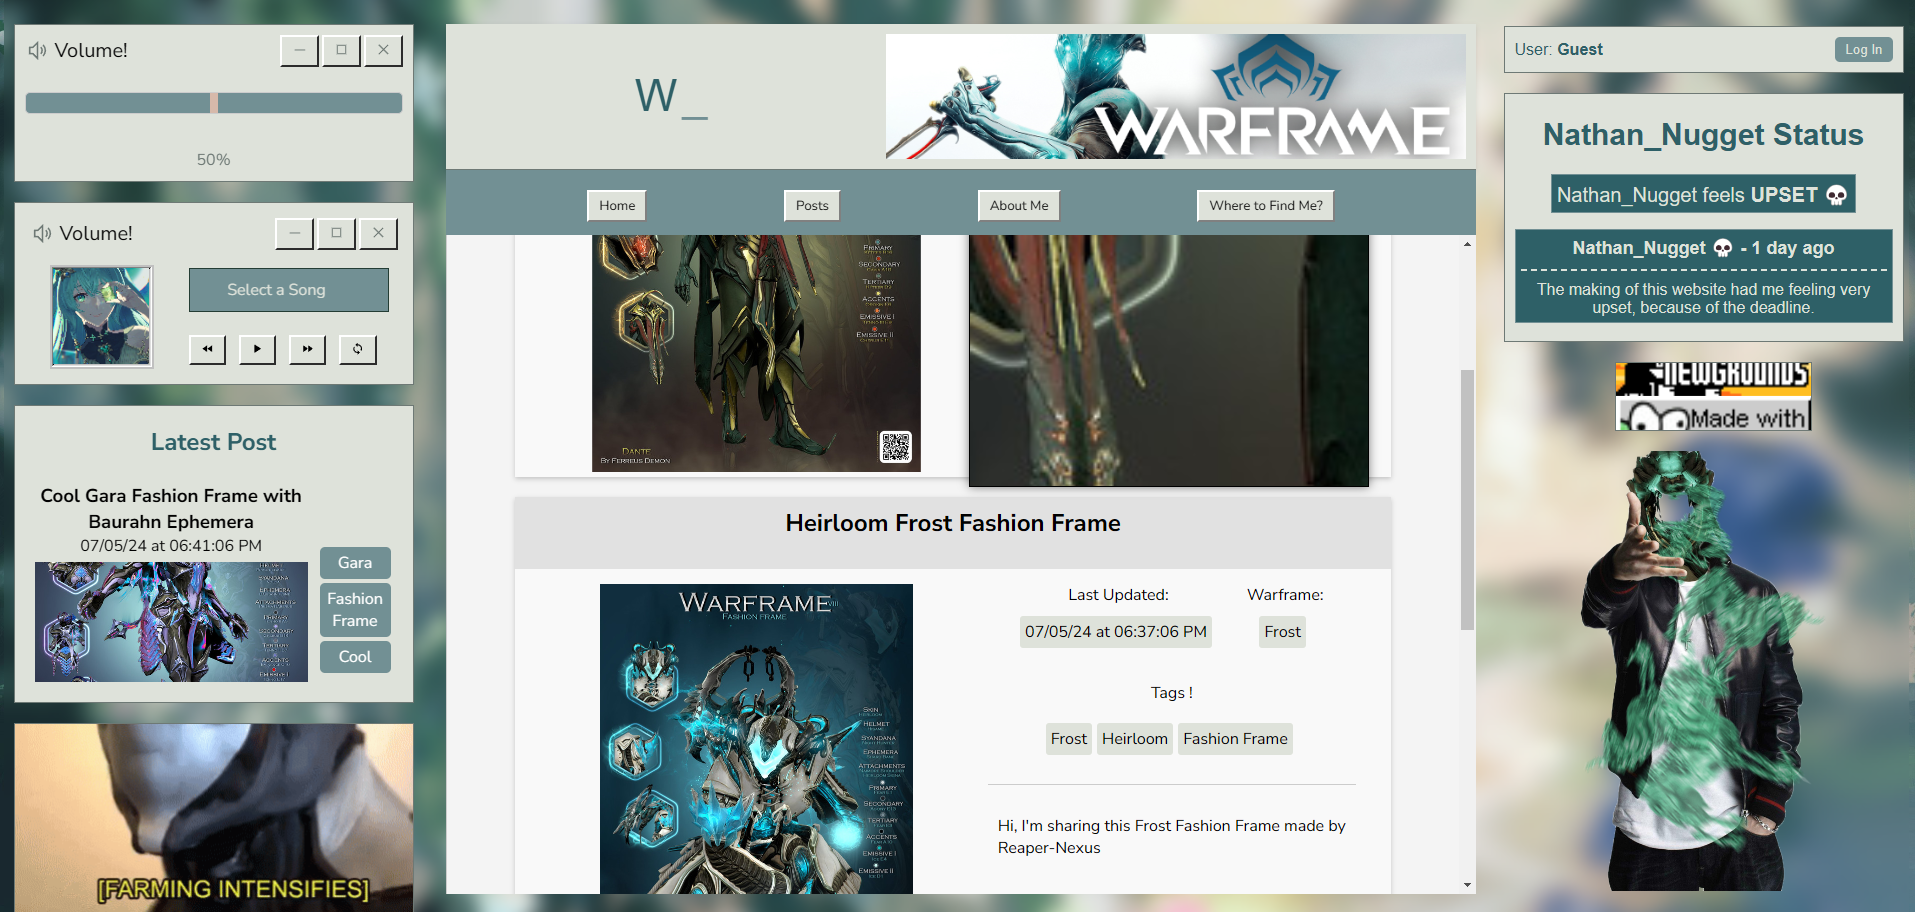 Volume!
50%
Volume!
Select a Song
Latest Post
Cool Gara Fashion Frame with
Baurahn Ephemera
07/05/24 at 06:41:06 PM
Gara
Fashion
Frame
Cool
[FARMING INTENSIFIES]
W_
WARFRAME
Home
Posts
About Me
Where to Find Me?
PRIMARY
SECONDARY
TERTIARY
ACCENTS
EMISSIVE I
EMISSIVE II
DANTE
BY FERREUS DEMON
Heirloom Frost Fashion Frame
WARFRAME VIII
FASHION FRAME
SKIN
HELMET
SYANDANA
EPHEMERA
ATTACHMENTS
PRIMARY
SECONDARY
TERTIARY
ACCENTS
EMISSIVE I
EMISSIVE II
Last Updated:
Warframe:
07/05/24 at 06:37:06 PM
Frost
Tags !
Frost
Heirloom
Fashion Frame
Hi, I'm sharing this Frost Fashion Frame made by
Reaper-Nexus
User: Guest
Log In
Nathan_Nugget Status
Nathan_Nugget feels UPSET 💀
Nathan_Nugget 💀 - 1 day ago
The making of this website had me feeling very
upset, because of the deadline.
NEWGROUNDS
Made with